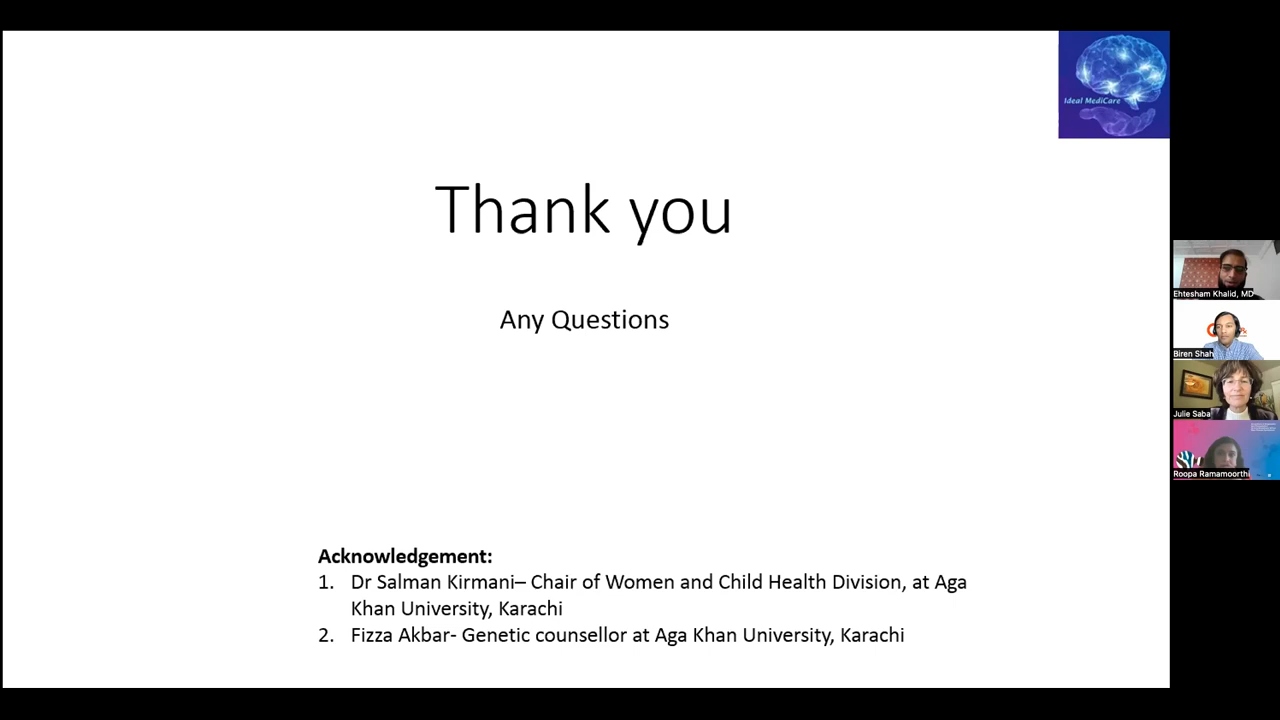 Ideal MediCare
Thank you
Any Questions
Ehtesham Khalid, MD
Biren Shah
Julie Saba
Roopa Ramamoorthi
Acknowledgement:
1. Dr Salman Kirmani– Chair of Women and Child Health Division, at Aga
Khan University, Karachi
2. Fizza Akbar- Genetic counsellor at Aga Khan University, Karachi